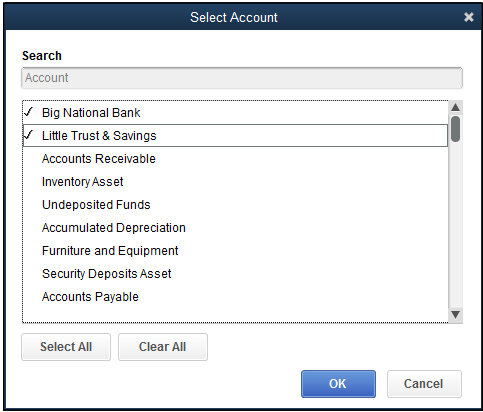 Select Account
Search
Account
✓ Big National Bank
✓ Little Trust & Savings
Accounts Receivable
Inventory Asset
Undeposited Funds
Accumulated Depreciation
Furniture and Equipment
Security Deposits Asset
Accounts Payable
Select All Clear All
OK Cancel